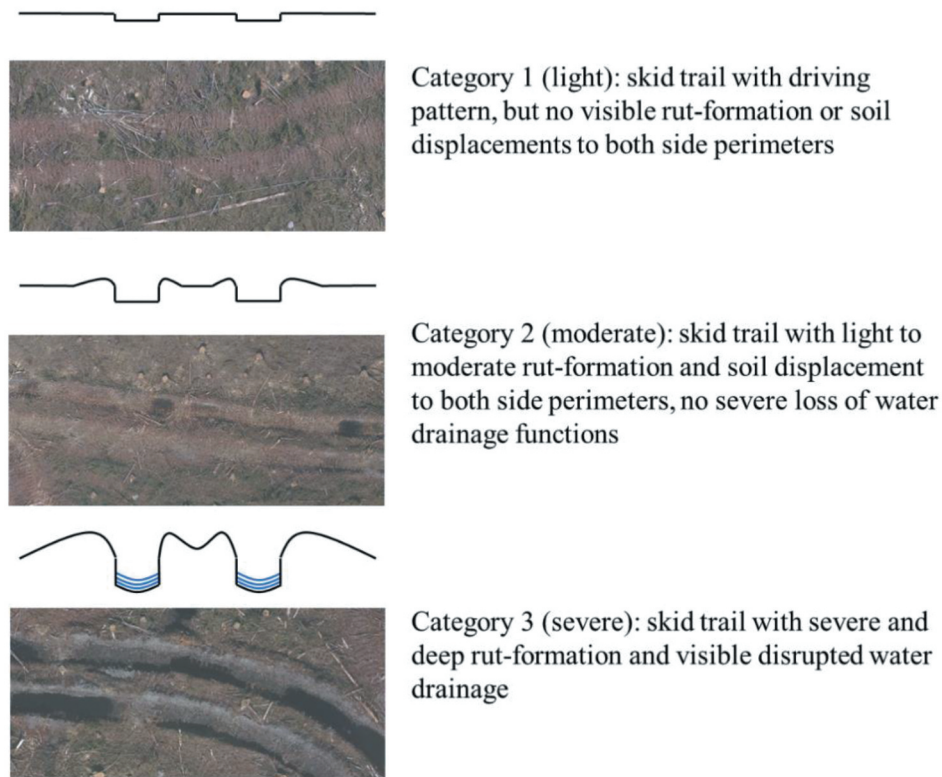 Category 1 (light): skid trail with driving
pattern, but no visible rut-formation or soil
displacements to both side perimeters
Category 2 (moderate): skid trail with light to
moderate rut-formation and soil displacement
to both side perimeters, no severe loss of water
drainage functions
Category 3 (severe): skid trail with severe and
deep rut-formation and visible disrupted water
drainage